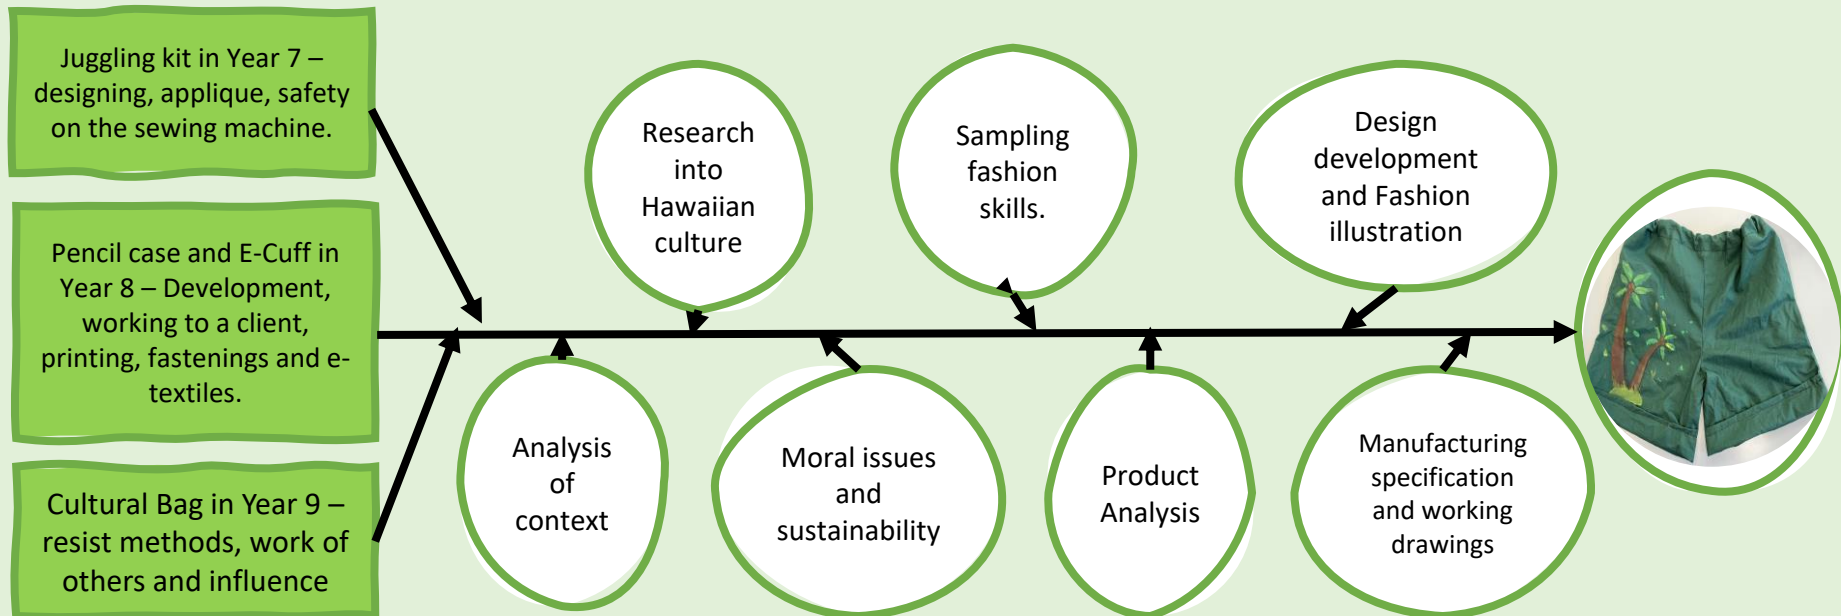 Juggling kit in Year 7 –
designing, applique, safety
on the sewing machine.
Pencil case and E-Cuff in
Year 8 – Development,
working to a client,
printing, fastenings and e-
textiles.
Cultural Bag in Year 9 –
resist methods, work of
others and influence
Research
into
Hawaiian
culture
Sampling
fashion
skills.
Design
development
and Fashion
illustration
Analysis
of
context
Moral issues
and
sustainability
Product
Analysis
Manufacturing
specification
and working
drawings